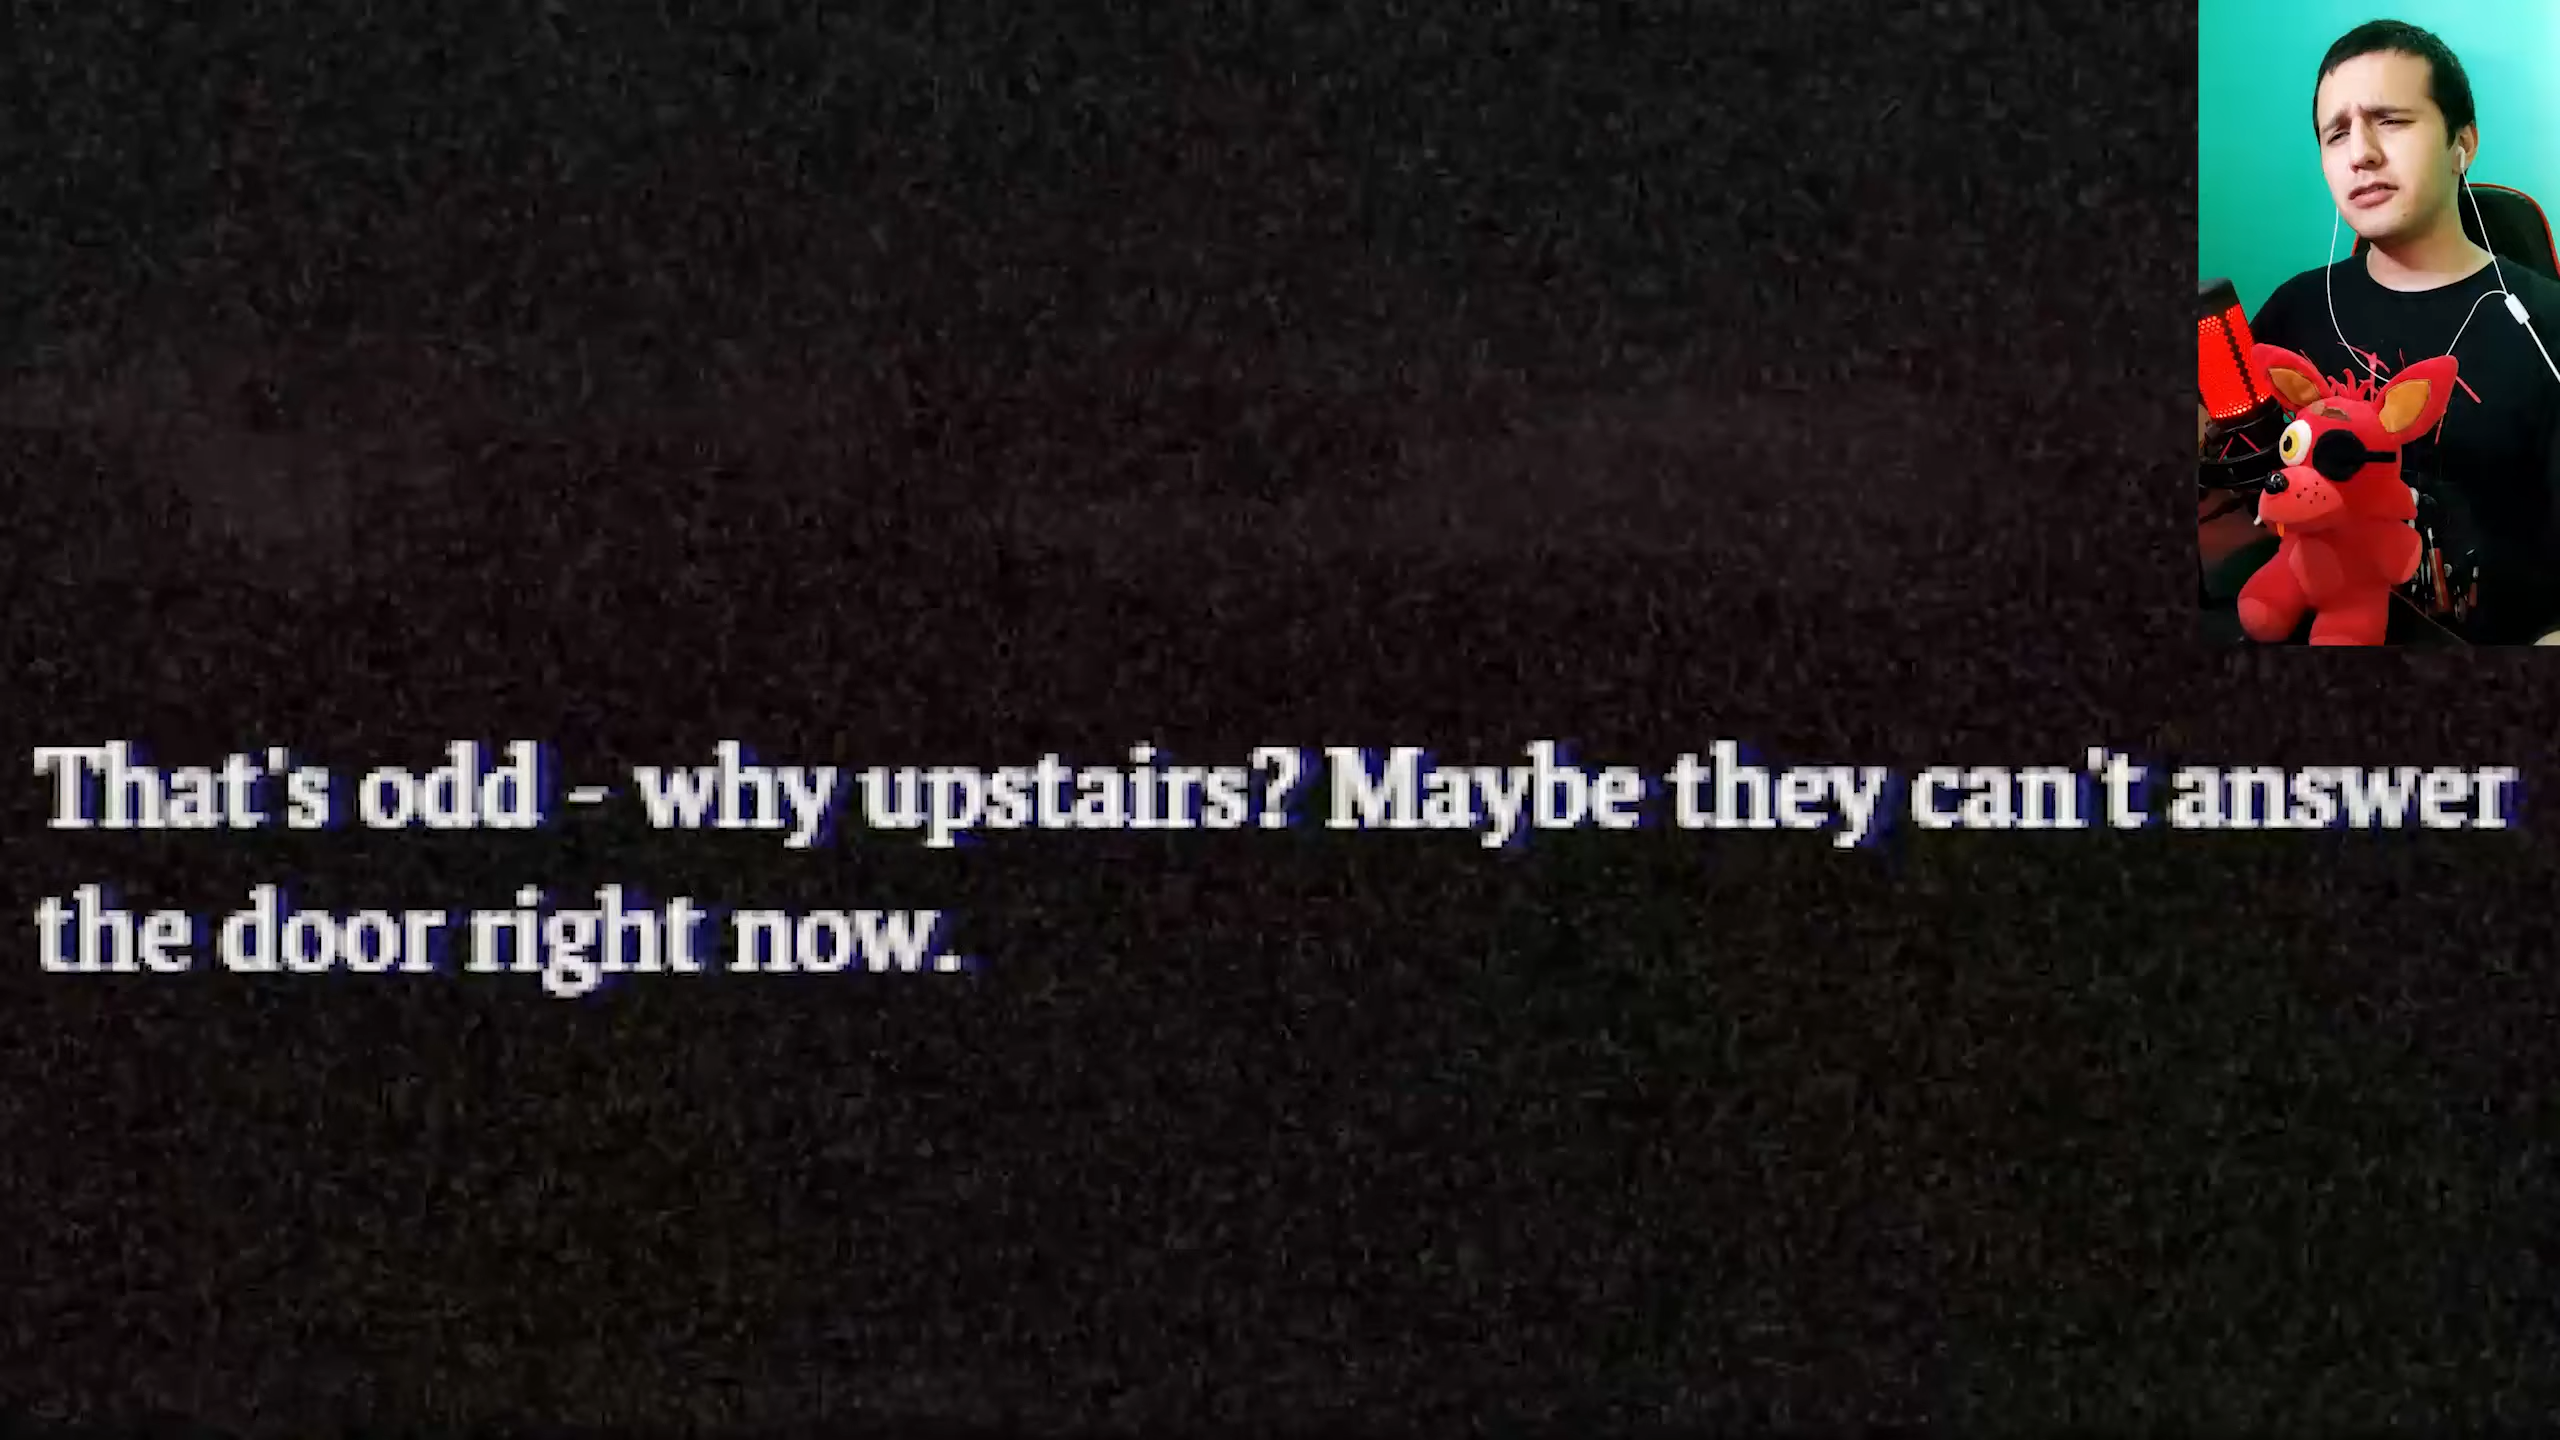 That's odd - why upstairs? Maybe they can't answer
the door right now.